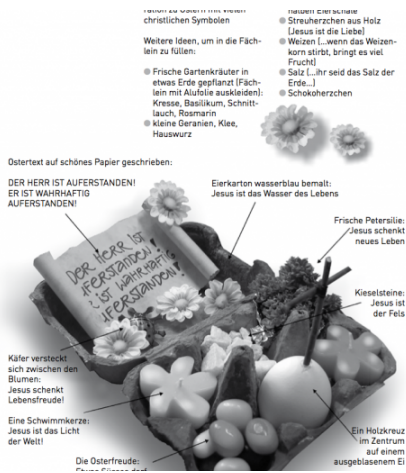 ration zu Ostern mit vielen
christlichen Symbolen
Weitere Ideen, um in die Fäch-
lein zu füllen:
Frische Gartenkräuter in
etwas Erde gepflanzt (Fäch-
lein mit Alufolie auskleiden):
Kresse, Basilikum, Schnitt-
lauch, Rosmarin
kleine Geranien, Klee,
Hauswurz
halben Eierschale
Streuherzchen aus Holz
(Jesus ist die Liebe)
Weizen (...wenn das Weizen-
korn stirbt, bringt es viel
Frucht)
Salz (...ihr seid das Salz der
Erde...)
Schokoherzchen
Ostertext auf schönes Papier geschrieben:
DER HERR IST AUFERSTANDEN!
ER IST WAHRHAFTIG
AUFERSTANDEN!
Eierkarton wasserblau bemalt:
Jesus ist das Wasser des Lebens
Frische Petersilie:
Jesus schenkt
neues Leben
DER HERR IST
UFERSTANDEN!
IST WAHRHAFTI
UFERSTANDEN!
Kieselsteine:
Jesus ist
der Fels
Käfer versteckt
sich zwischen den
Blumen:
Jesus schenkt
Lebensfreude!
Eine Schwimmkerze:
Jesus ist das Licht
der Welt!
Ein Holzkreuz
im Zentrum
auf einem
ausgeblasenem Ei
Die Osterfreude: